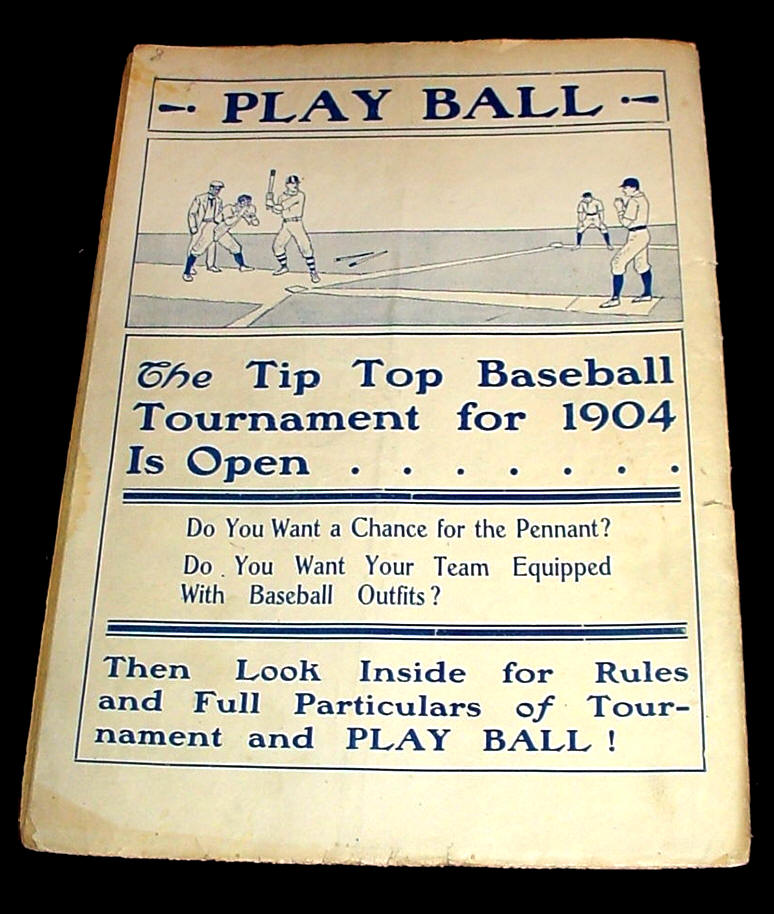 PLAY BALL
The Tip Top Baseball
Tournament for 1904
Is Open . . . . . . .
Do You Want a Chance for the Pennant?
Do You Want Your Team Equipped
With Baseball Outfits?
Then Look Inside for Rules
and Full Particulars of Tour-
nament and PLAY BALL!